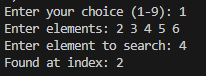 Enter your choice (1-9): 1
Enter elements: 2 3 4 5 6
Enter element to search: 4
Found at index: 2